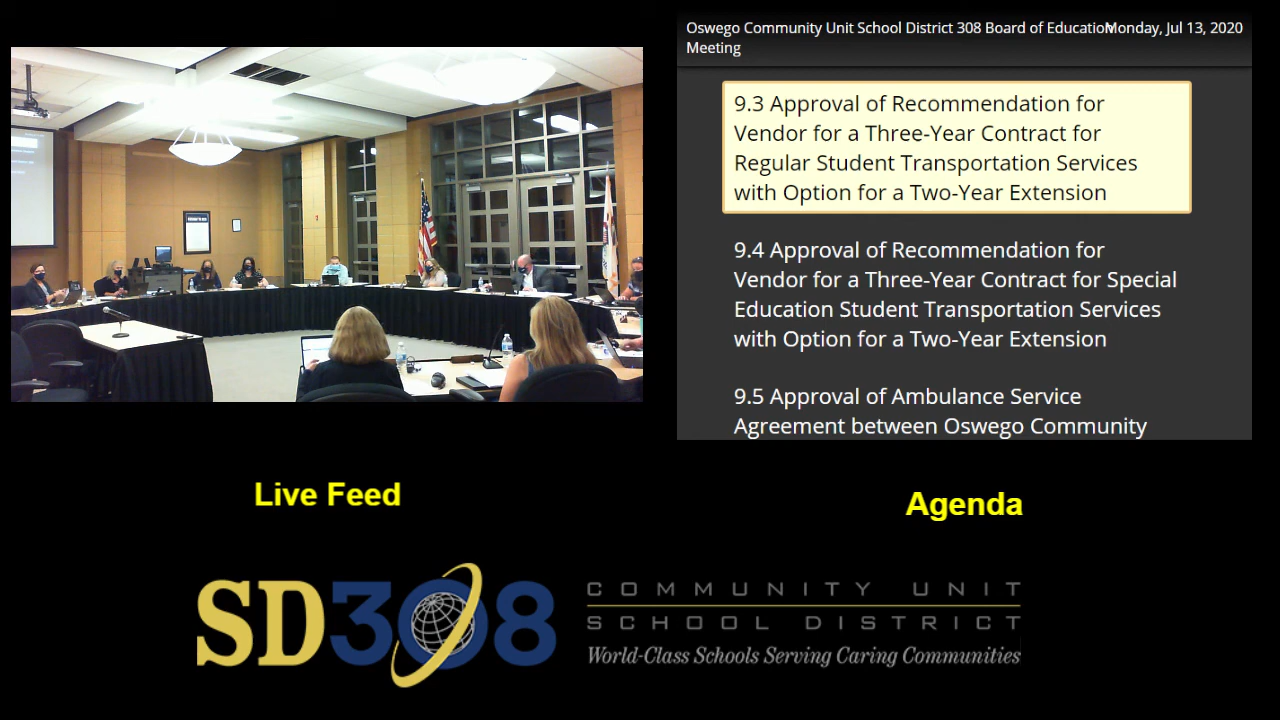 Oswego Community Unit School District 308 Board of Education
Monday, Jul 13, 2020
Meeting
9.3 Approval of Recommendation for
Vendor for a Three-Year Contract for
Regular Student Transportation Services
with Option for a Two-Year Extension
9.4 Approval of Recommendation for
Vendor for a Three-Year Contract for Special
Education Student Transportation Services
with Option for a Two-Year Extension
9.5 Approval of Ambulance Service
Agreement between Oswego Community
Live Feed
Agenda
SD308
COMMUNITY UNIT
SCHOOL DISTRICT
World-Class Schools Serving Caring Communities